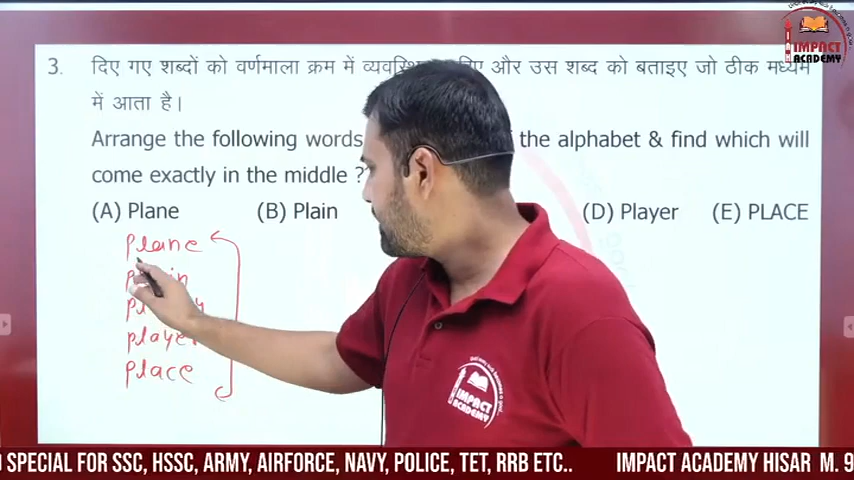 IMPACT
ACADEMY
3. दिए गए शब्दों को वर्णमाला क्रम में और उस शब्द को बताइए जो ठीक मध्यम
में आता है।
Arrange the following words the alphabet & find which will
come exactly in the middle ?
(A) Plane (B) Plain (D) Player (E) PLACE
plane
player
place
IMPACT
ACADEMY
SPECIAL FOR SSC, HSSC, ARMY, AIRFORCE, NAVY, POLICE, TET, RRB ETC.. IMPACT ACADEMY HISAR M. 9